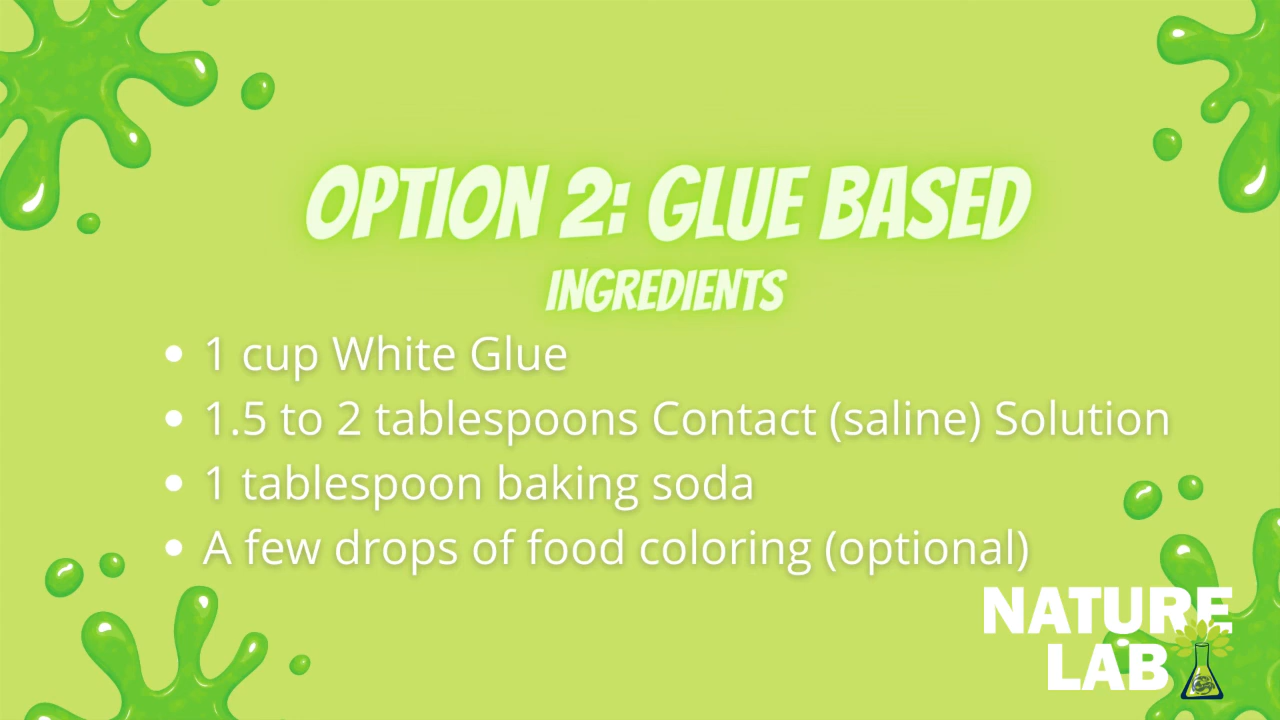 OPTION 2: GLUE BASED
INGREDIENTS
• 1 cup White Glue
• 1.5 to 2 tablespoons Contact (saline) Solution
• 1 tablespoon baking soda
• A few drops of food coloring (optional)
NATURE
LAB